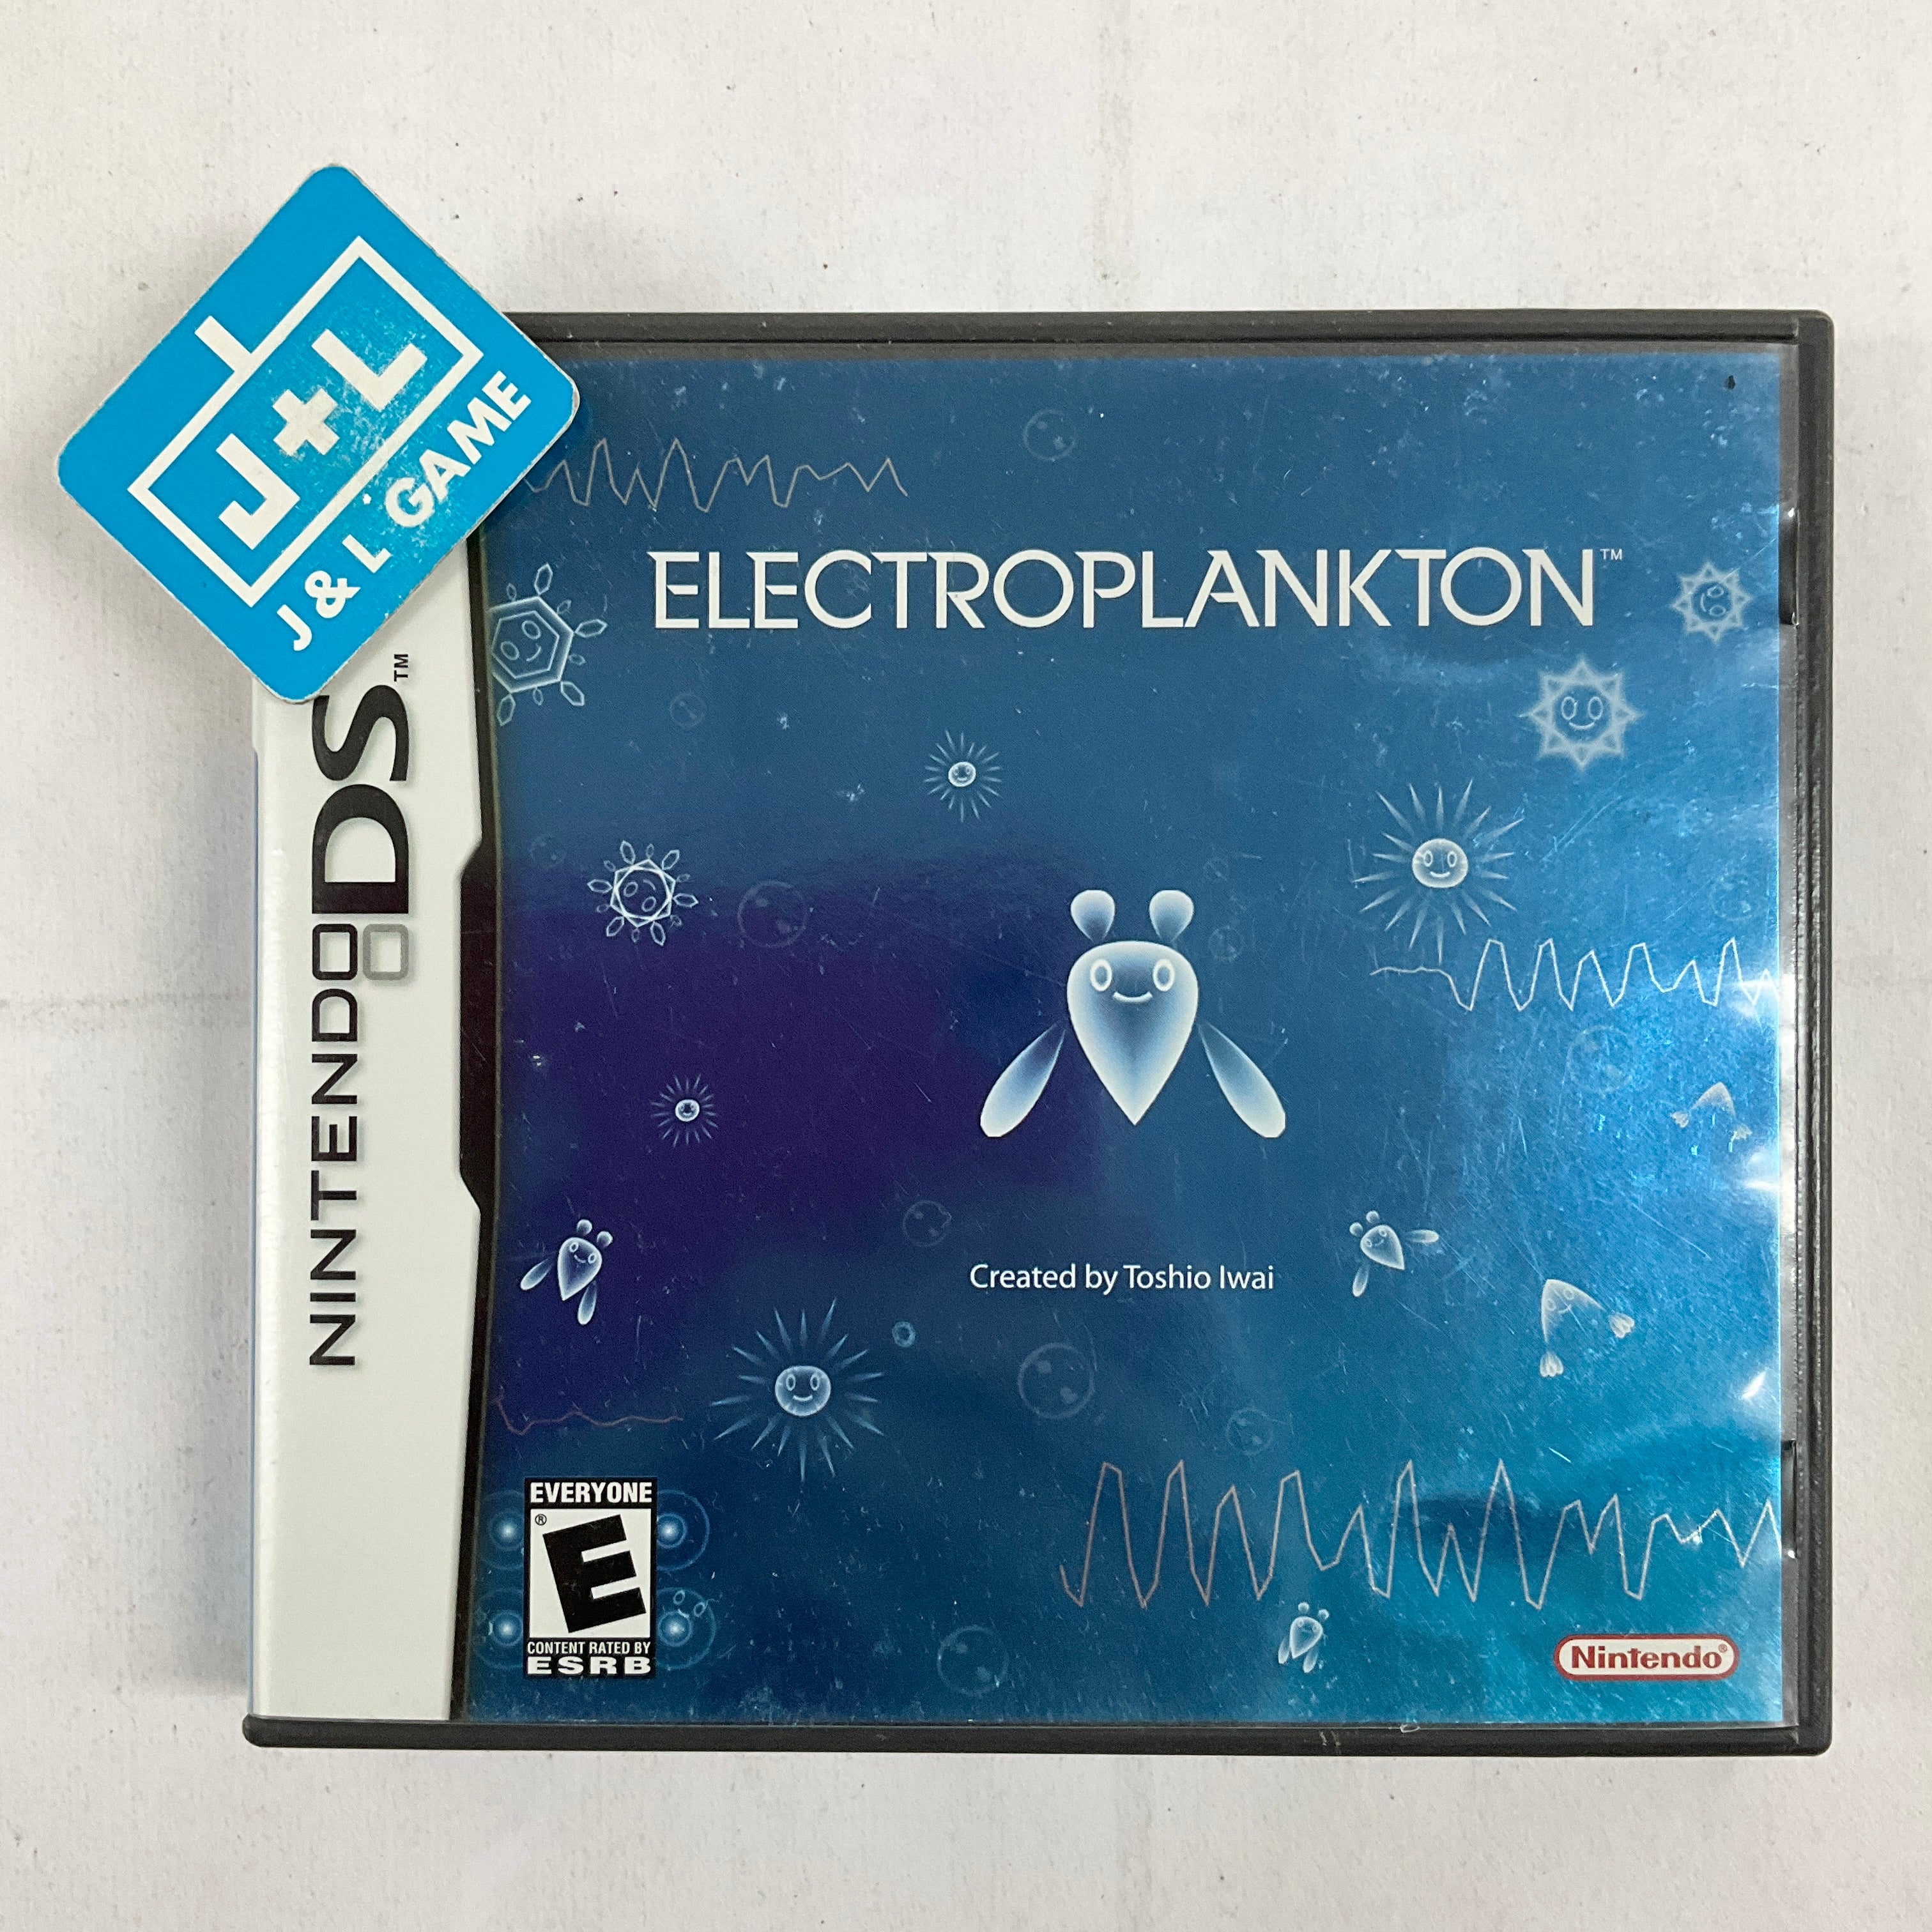 J+L
J & L GAME
NINTENDO DS™
ELECTROPLANKTON™
Created by Toshio Iwai
EVERYONE
E®
CONTENT RATED BY
ESRB
Nintendo®